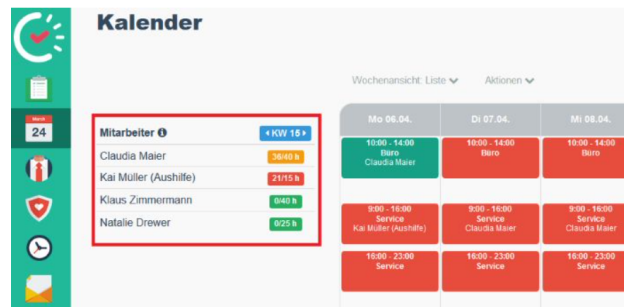 Kalender
Wochenansicht: Liste
Aktionen
March
24
Mitarbeiter
KW 15
Claudia Maier
36/40 h
Kai Müller (Aushilfe)
21/15 h
Klaus Zimmermann
0/40 h
Natalie Drewer
0/25 h
Mo 06.04.
Di 07.04.
Mi 08.04.
10:00 - 14:00
Büro
Claudia Maier
10:00 - 14:00
Büro
10:00 - 14:00
Büro
9:00 - 16:00
Service
Kai Müller (Aushilfe)
9:00 - 16:00
Service
Claudia Maier
9:00 - 16:00
Service
Claudia Maier
16:00 - 23:00
Service
16:00 - 23:00
Service
16:00 - 23:00
Service